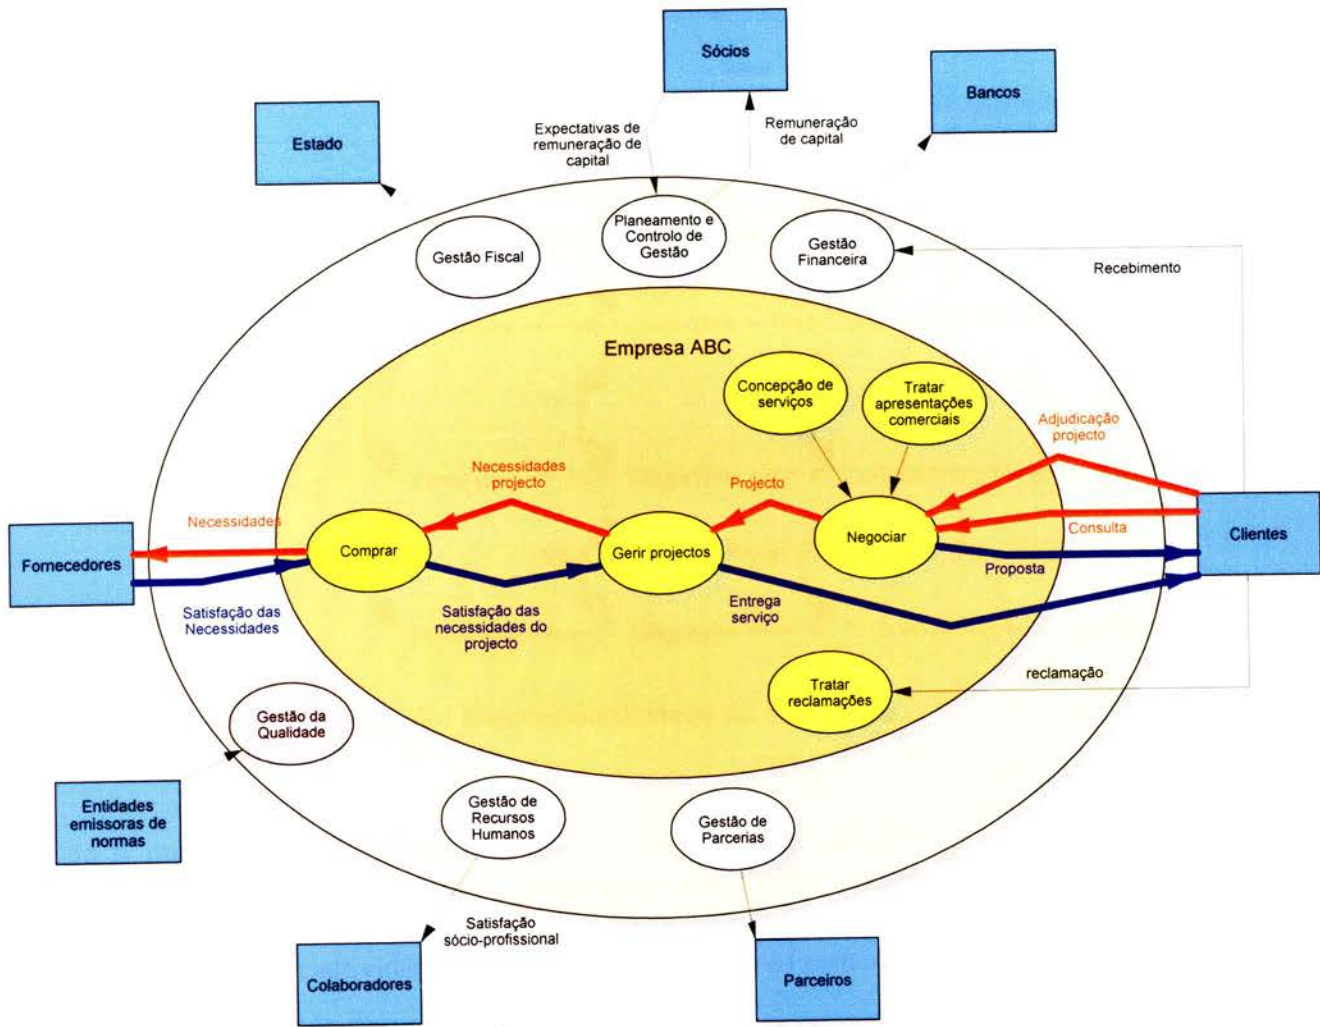 Sócios
Bancos
Estado
Expectativas de
remuneração de
capital
Remuneração
de capital
Planeamento e
Controlo de
Gestão
Gestão Fiscal
Gestão
Financeira
Recebimento
Empresa ABC
Concepção de
serviços
Tratar
apresentações
comerciais
Adjudicação
projecto
Necessidades
projecto
Projecto
Necessidades
Consulta
Fornecedores
Comprar
Gerir projectos
Negociar
Clientes
Proposta
Satisfação das
Necessidades
Satisfação das
necessidades do
projecto
Entrega
serviço
Tratar
reclamações
reclamação
Gestão da
Qualidade
Entidades
emissoras de
normas
Gestão de
Recursos
Humanos
Gestão de
Parcerias
Satisfação
sócio-profissional
Colaboradores
Parceiros